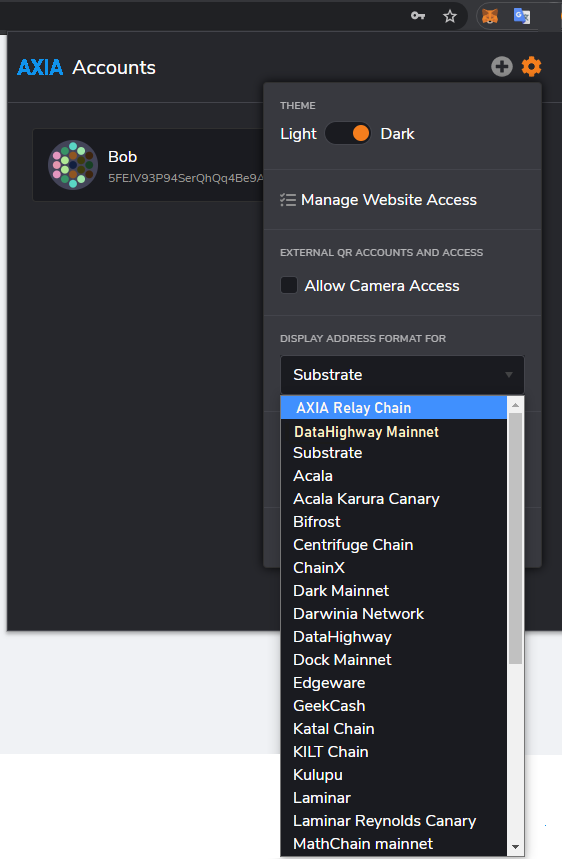 AXIA Accounts
THEME
Light Dark
Bob
5FEJV93P94SerQhQq4Be9A
Manage Website Access
EXTERNAL QR ACCOUNTS AND ACCESS
Allow Camera Access
DISPLAY ADDRESS FORMAT FOR
Substrate
AXIA Relay Chain
DataHighway Mainnet
Substrate
Acala
Acala Karura Canary
Bifrost
Centrifuge Chain
ChainX
Dark Mainnet
Darwinia Network
DataHighway
Dock Mainnet
Edgeware
GeekCash
Katal Chain
KILT Chain
Kulupu
Laminar
Laminar Reynolds Canary
MathChain mainnet